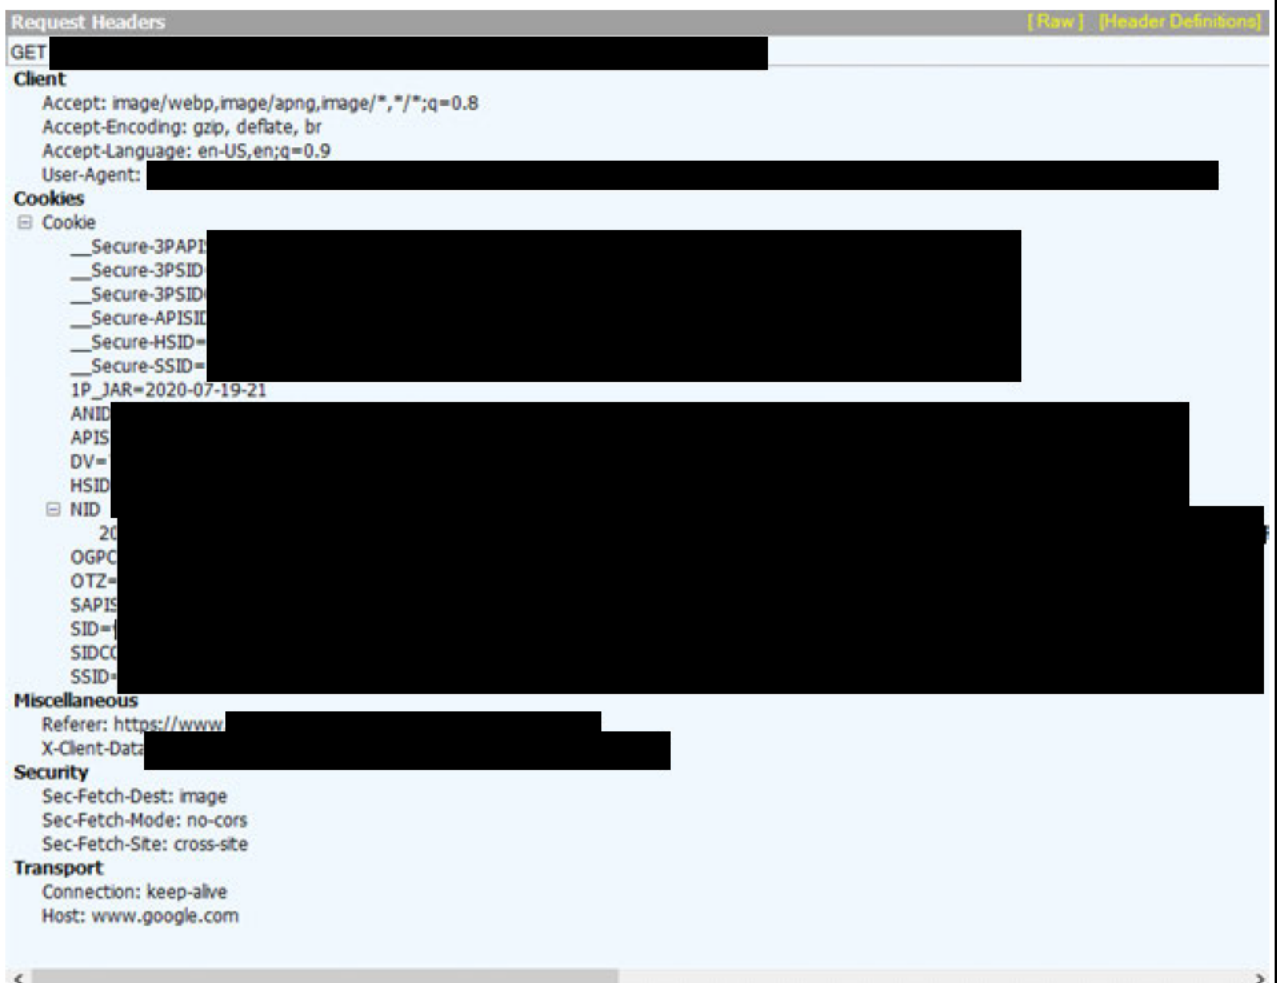 Request Headers [ Raw ] [Header Definitions]
GET
Client
Accept: image/webp,image/apng,image/*,*/*;q=0.8
Accept-Encoding: gzip, deflate, br
Accept-Language: en-US,en;q=0.9
User-Agent:
Cookies
Cookie
__Secure-3PAPIS
__Secure-3PSID
__Secure-3PSID
__Secure-APISID
__Secure-HSID=
__Secure-SSID=
1P_JAR=2020-07-19-21
ANID
APIS
DV=
HSID
NID
20
OGPC
OTZ=
SAPIS
SID=
SIDCC
SSID=
Miscellaneous
Referer: https://www.
X-Client-Data
Security
Sec-Fetch-Dest: image
Sec-Fetch-Mode: no-cors
Sec-Fetch-Site: cross-site
Transport
Connection: keep-alive
Host: www.google.com